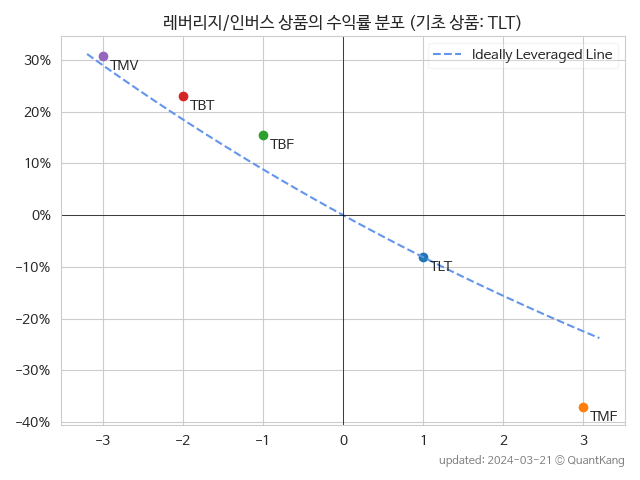 레버리지/인버스 상품의 수익률 분포 (기초 상품: TLT)
Ideally Leveraged Line
30%
20%
10%
0%
−10%
−20%
−30%
−40%
TMV
TBT
TBF
TLT
TMF
−3 −2 −1 0 1 2 3
updated: 2024-03-21 © QuantKang